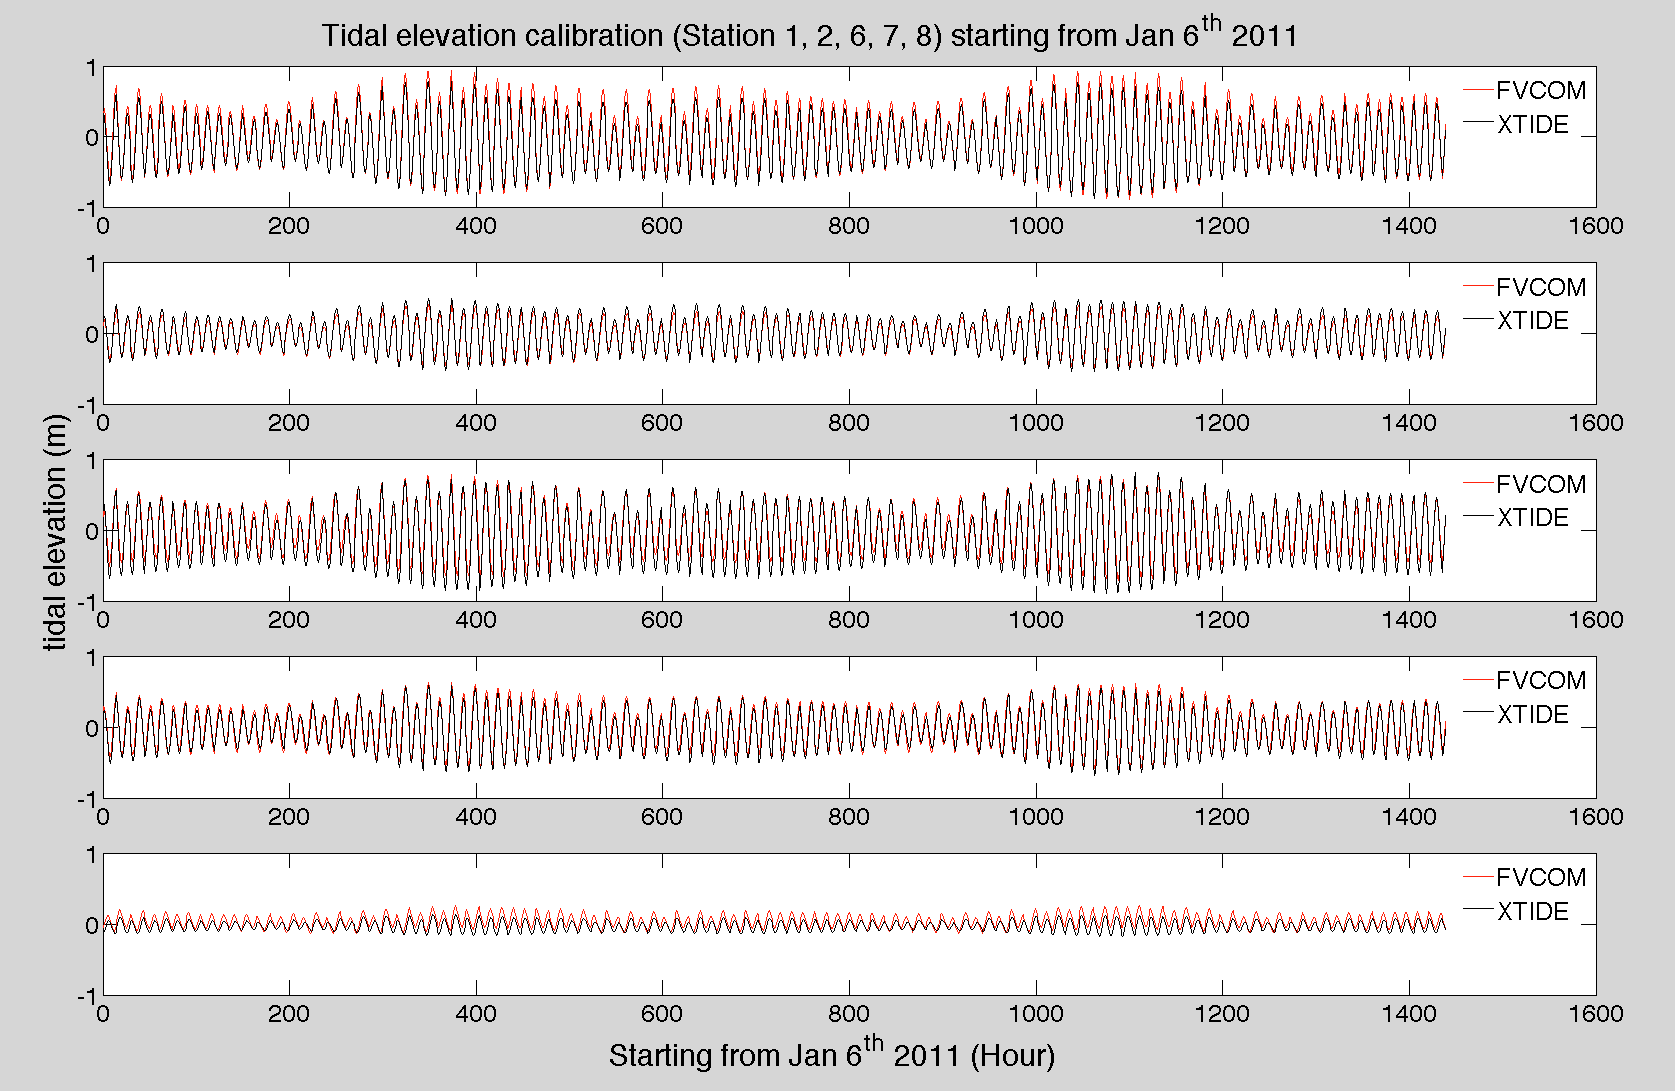 Tidal elevation calibration (Station 1, 2, 6, 7, 8) starting from Jan 6th 2011
1
0
-1
0 200 400 600 800 1000 1200 1400 1600
FVCOM
XTIDE
1
0
-1
0 200 400 600 800 1000 1200 1400 1600
FVCOM
XTIDE
tidal elevation (m)
1
0
-1
0 200 400 600 800 1000 1200 1400 1600
FVCOM
XTIDE
1
0
-1
0 200 400 600 800 1000 1200 1400 1600
FVCOM
XTIDE
1
0
-1
0 200 400 600 800 1000 1200 1400 1600
FVCOM
XTIDE
Starting from Jan 6th 2011 (Hour)